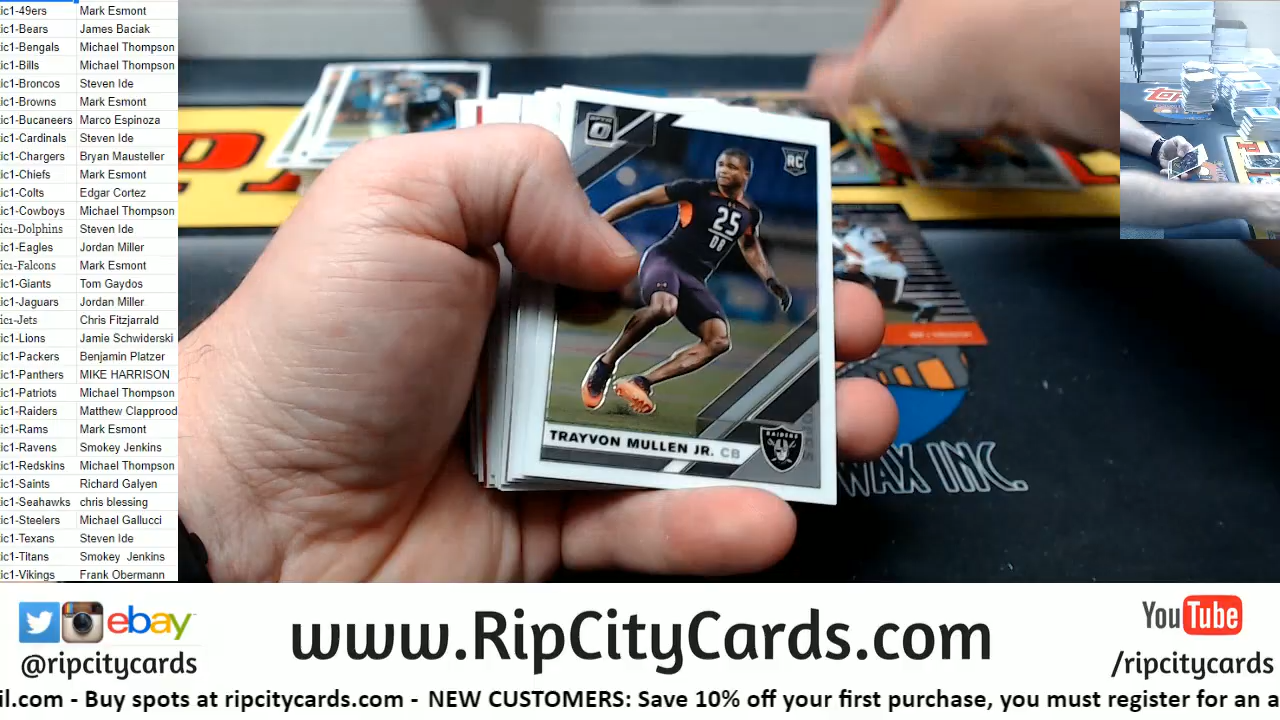 ic1-49ers Mark Esmont
ic1-Bears James Baciak
ic1-Bengals Michael Thompson
ic1-Bills Michael Thompson
ic1-Broncos Steven Ide
ic1-Browns Mark Esmont
ic1-Bucaneers Marco Espinoza
ic1-Cardinals Steven Ide
ic1-Chargers Bryan Mausteller
ic1-Chiefs Mark Esmont
ic1-Colts Edgar Cortez
ic1-Cowboys Michael Thompson
ic1-Dolphins Steven Ide
ic1-Eagles Jordan Miller
ic1-Falcons Mark Esmont
ic1-Giants Tom Gaydos
ic1-Jaguars Jordan Miller
ic1-Jets Chris Fitzjarrald
ic1-Lions Jamie Schwiderski
ic1-Packers Benjamin Platzer
ic1-Panthers MIKE HARRISON
ic1-Patriots Michael Thompson
ic1-Raiders Matthew Clapprood
ic1-Rams Mark Esmont
ic1-Ravens Smokey Jenkins
ic1-Redskins Michael Thompson
ic1-Saints Richard Galyen
ic1-Seahawks chris blessing
ic1-Steelers Michael Gallucci
ic1-Texans Steven Ide
ic1-Titans Smokey Jenkins
ic1-Vikings Frank Obermann
OPTIC
RC
25
DB
TRAYVON MULLEN JR. CB
RAIDERS
WAX INC.
ebay
@ripcitycards
www.RipCityCards.com
YouTube
/ripcitycards
il.com - Buy spots at ripcitycards.com - NEW CUSTOMERS: Save 10% off your first purchase, you must register for an a